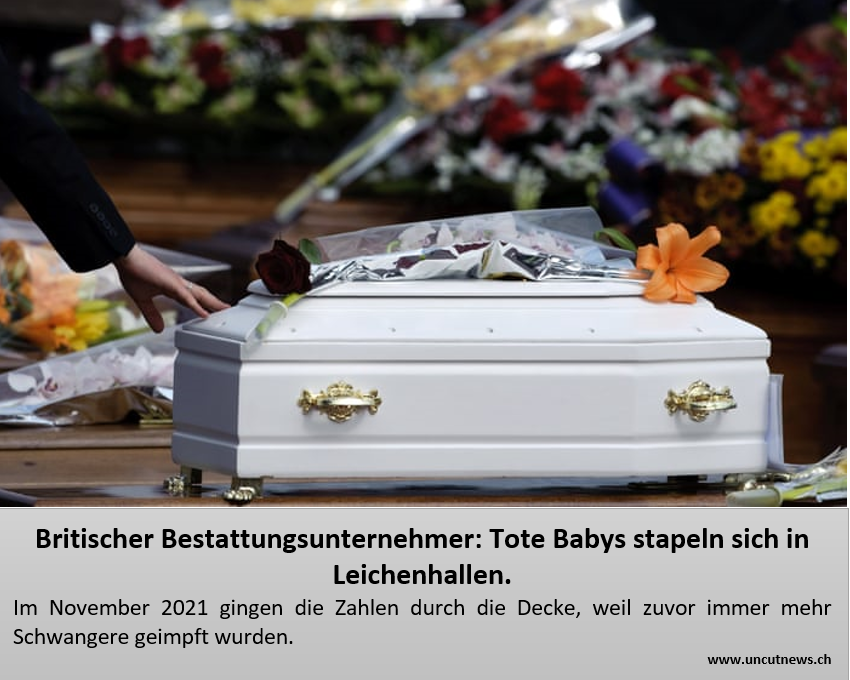 Britischer Bestattungsunternehmer: Tote Babys stapeln sich in
Leichenhallen.
Im November 2021 gingen die Zahlen durch die Decke, weil zuvor immer mehr
Schwangere geimpft wurden.
www.uncutnews.ch